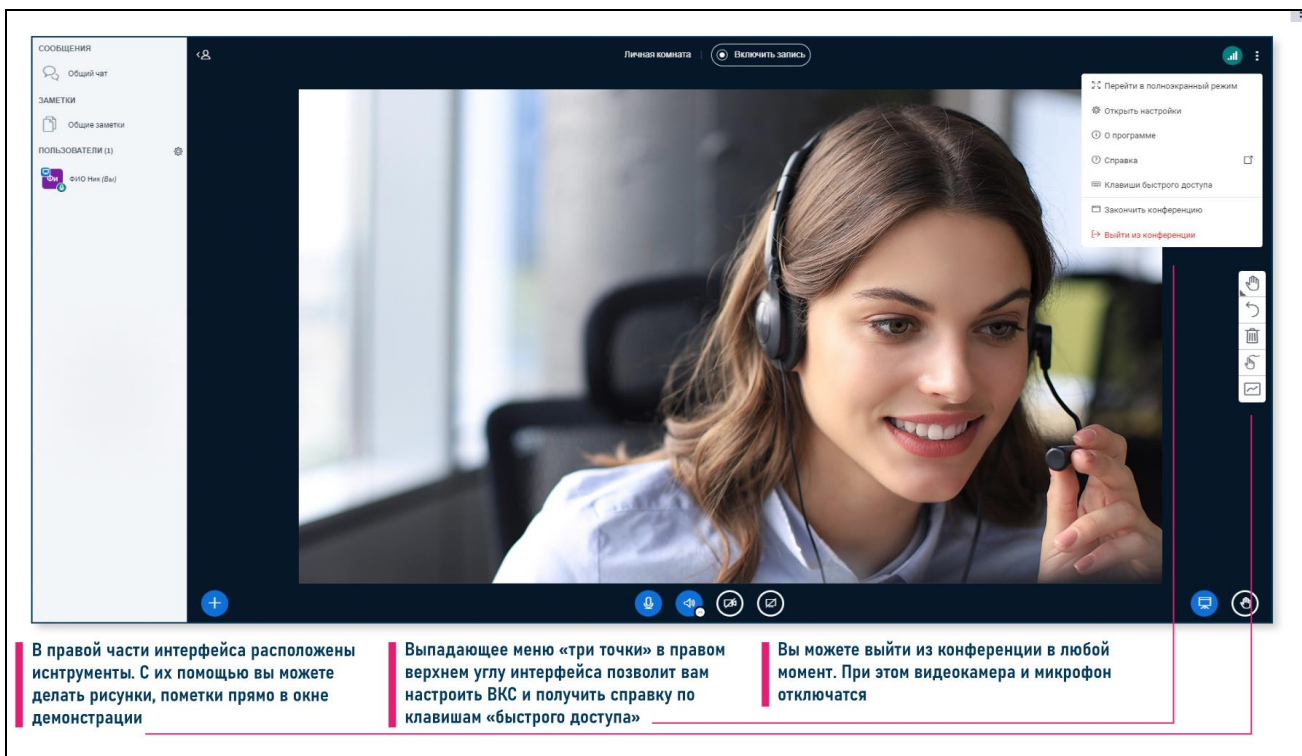 СООБЩЕНИЯ
Общий чат
ЗАМЕТКИ
Общие заметки
ПОЛЬЗОВАТЕЛИ (1)
Фи
ФИО Ник (Вы)
Личная комната
Включить запись
Перейти в полноэкранный режим
Открыть настройки
О программе
Справка
Клавиши быстрого доступа
Закончить конференцию
Выйти из конференции
В правой части интерфейса расположены
иснтрументы. С их помощью вы можете
делать рисунки, пометки прямо в окне
демонстрации
Выпадающее меню «три точки» в правом
верхнем углу интерфейса позволит вам
настроить ВКС и получить справку по
клавишам «быстрого доступа»
Вы можете выйти из конференции в любой
момент. При этом видеокамера и микрофон
отключатся